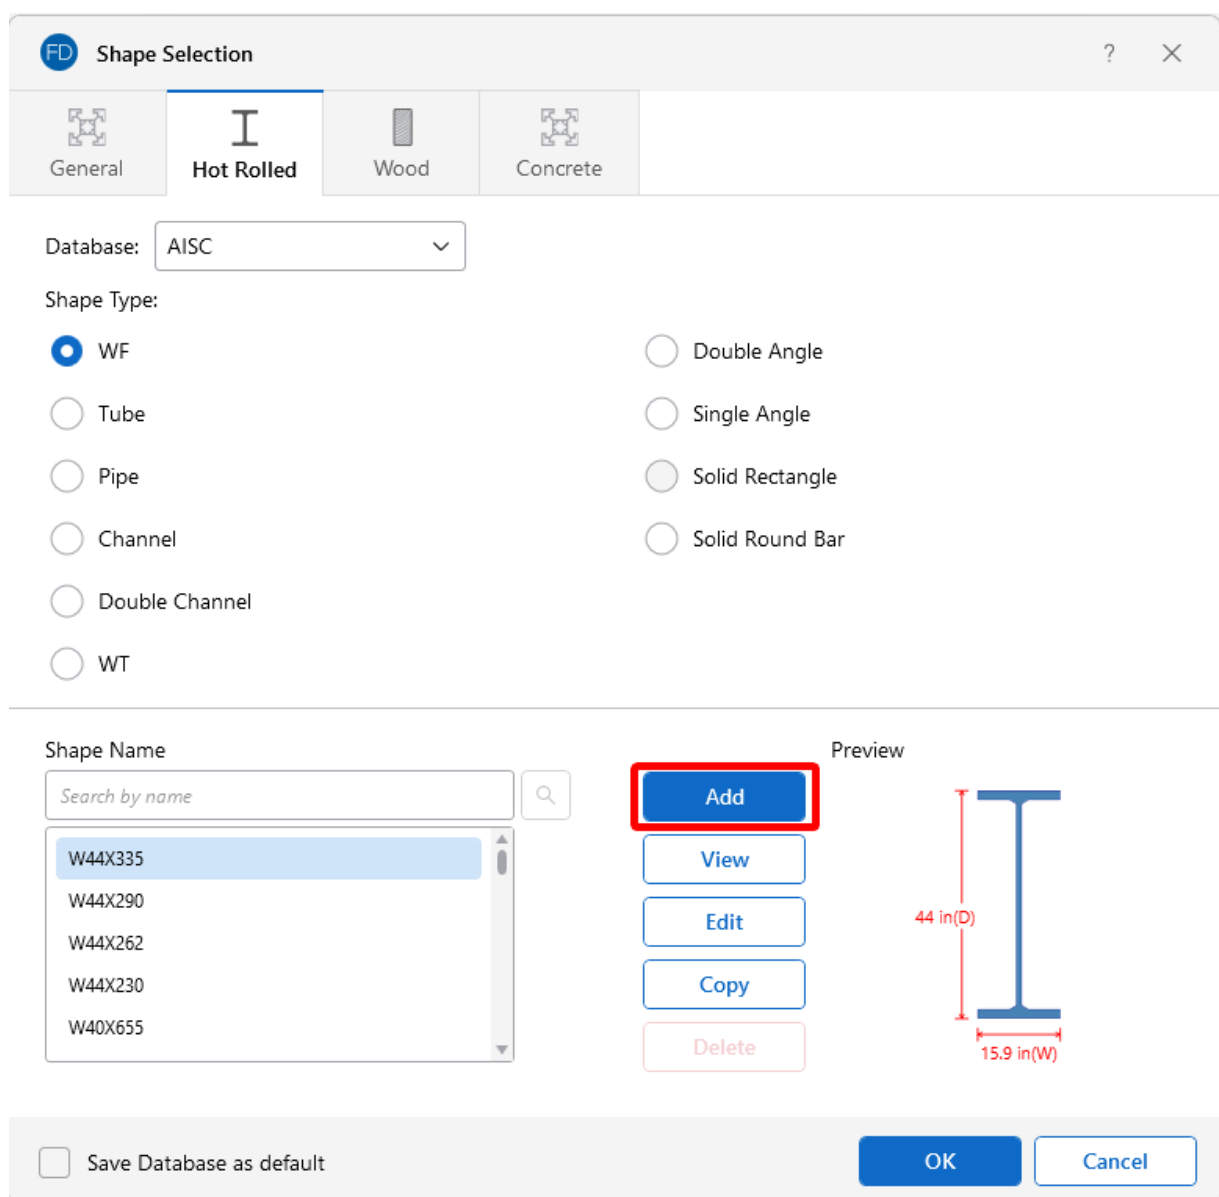 FD Shape Selection ?
General Hot Rolled Wood Concrete
Database: AISC
Shape Type:
WF Double Angle
Tube Single Angle
Pipe Solid Rectangle
Channel Solid Round Bar
Double Channel
WT
Shape Name Preview
Search by name Add
W44X335 View
W44X290 Edit
W44X262 44 in(D)
W44X230 Copy
W40X655 Delete
15.9 in(W)
Save Database as default OK Cancel